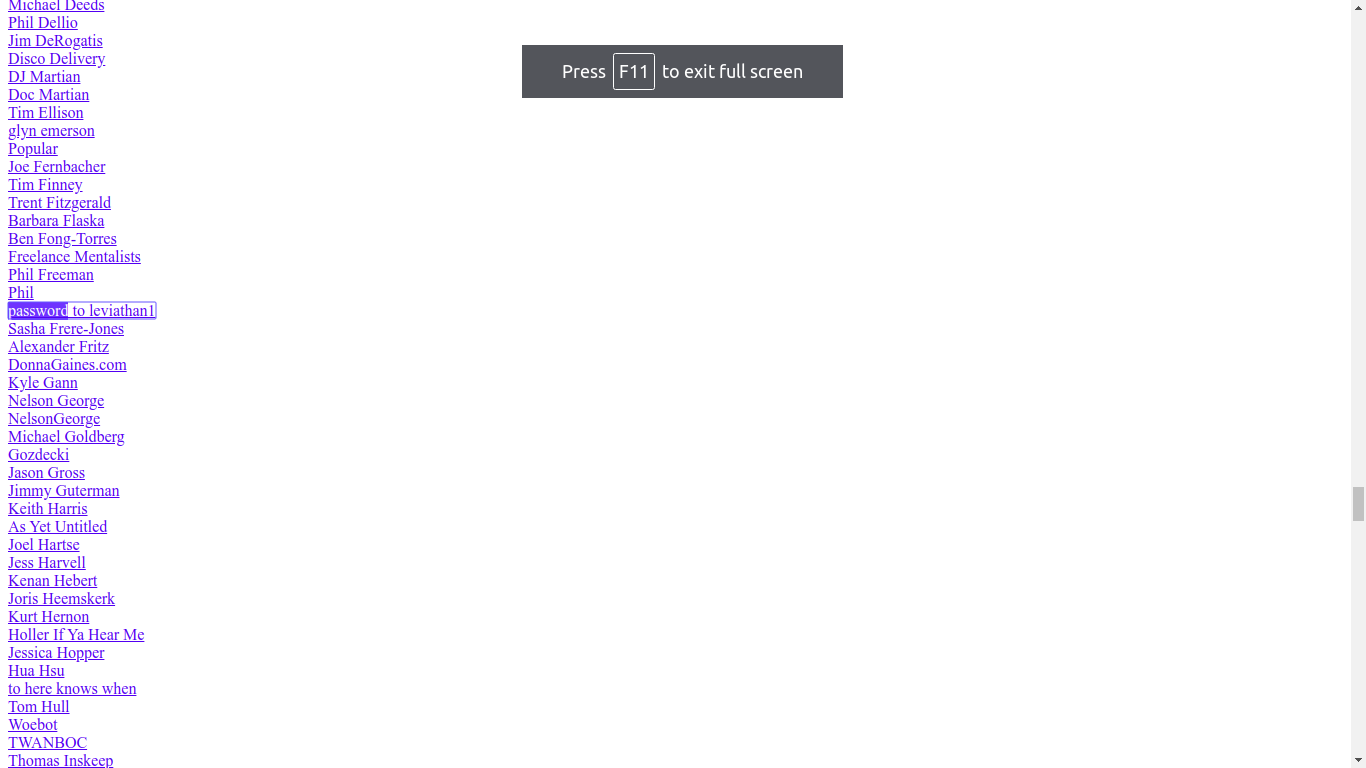 Michael Deeds
Phil Dellio
Press F11 to exit full screen
Jim DeRogatis
Disco Delivery
DJ Martian
Doc Martian
Tim Ellison
glyn emerson
Popular
Joe Fernbacher
Tim Finney
Trent Fitzgerald
Barbara Flaska
Ben Fong-Torres
Freelance Mentalists
Phil Freeman
Phil
password to leviathan1
Sasha Frere-Jones
Alexander Fritz
DonnaGaines.com
Kyle Gann
Nelson George
NelsonGeorge
Michael Goldberg
Gozdecki
Jason Gross
Jimmy Guterman
Keith Harris
As Yet Untitled
Joel Hartse
Jess Harvell
Kenan Hebert
Joris Heemskerk
Kurt Hernon
Holler If Ya Hear Me
Jessica Hopper
Hua Hsu
to here knows when
Tom Hull
Woebot
TWANBOC
Thomas Inskeep